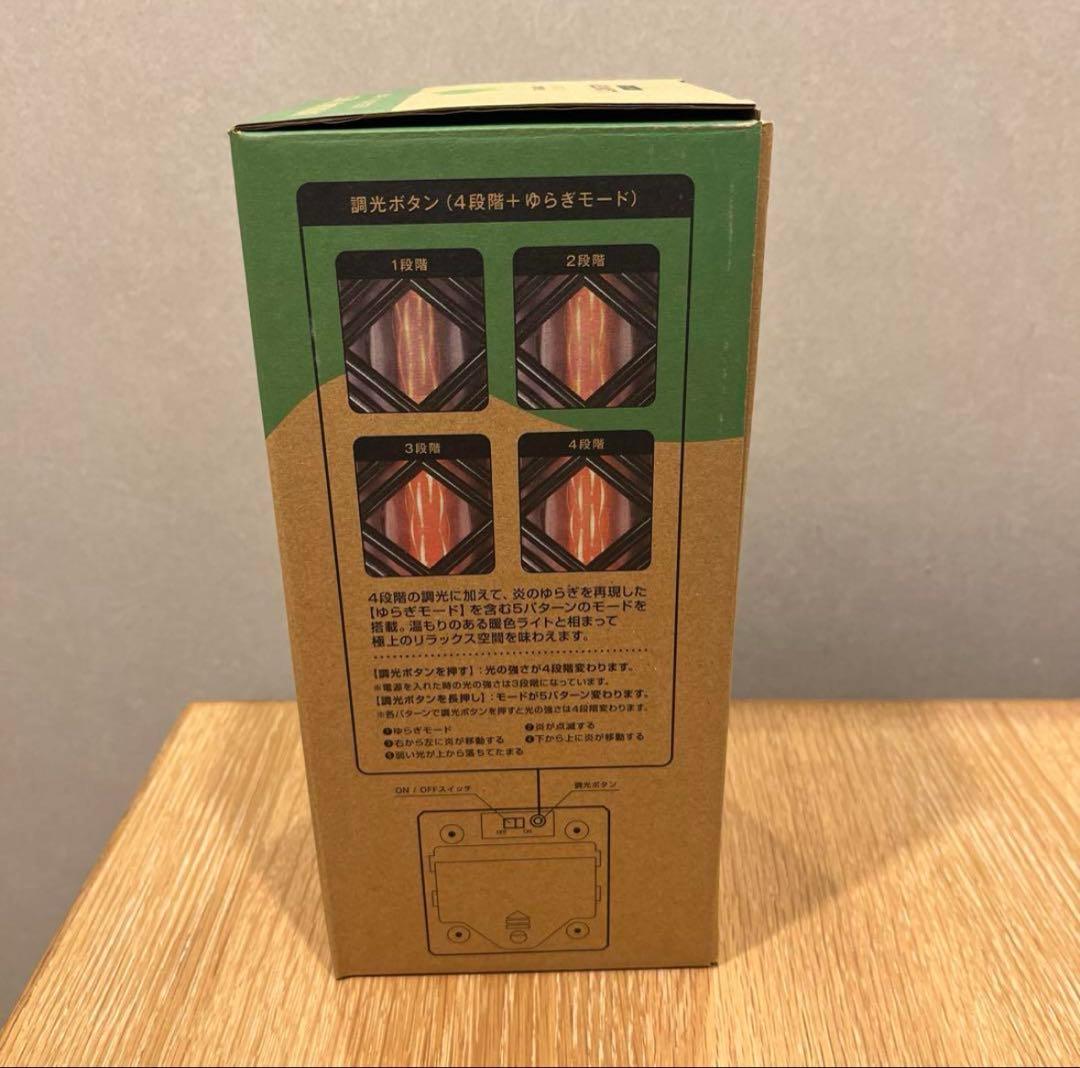 調光ボタン（4段階＋ゆらぎモード）
1段階
2段階
3段階
4段階
4段階の調光に加えて、炎のゆらぎを再現した
【ゆらぎモード】を含む5パターンのモードを
搭載。温もりのある暖色ライトと相まって
極上のリラックス空間を味わえます。
【調光ボタンを押す】：光の強さが4段階変わります。
※電源を入れた時の光の強さは3段階になっています。
【調光ボタンを長押し】：モードが5パターン変わります。
※各パターンで調光ボタンを押すと光の強さは4段階変わります。
❶ゆらぎモード ❷炎が点滅する
❸右から左に炎が移動する ❹下から上に炎が移動する
❺弱い光が上から落ちてたまる
ON / OFFスイッチ 調光ボタン
OFF ON